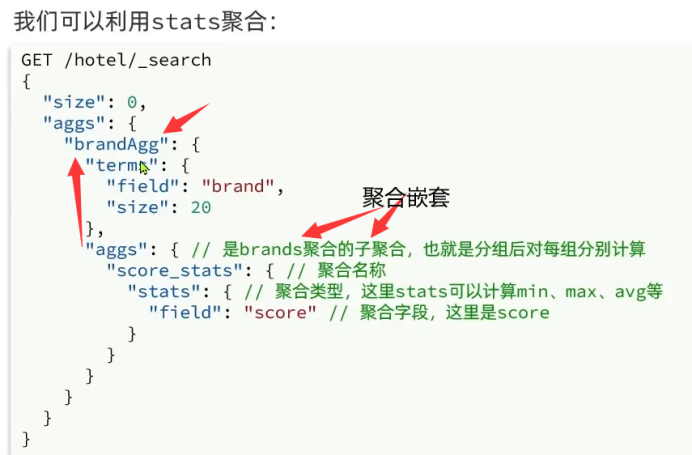 我们可以利用stats聚合：
GET /hotel/_search
{
  "size": 0,
  "aggs": {
    "brandAgg": {
      "terms": {
        "field": "brand",
        "size": 20
      },
聚合嵌套
      "aggs": { // 是brands聚合的子聚合，也就是分组后对每组分别计算
        "score_stats": { // 聚合名称
          "stats": { // 聚合类型，这里stats可以计算min、max、avg等
            "field": "score" // 聚合字段，这里是score
          }
        }
      }
    }
  }
}